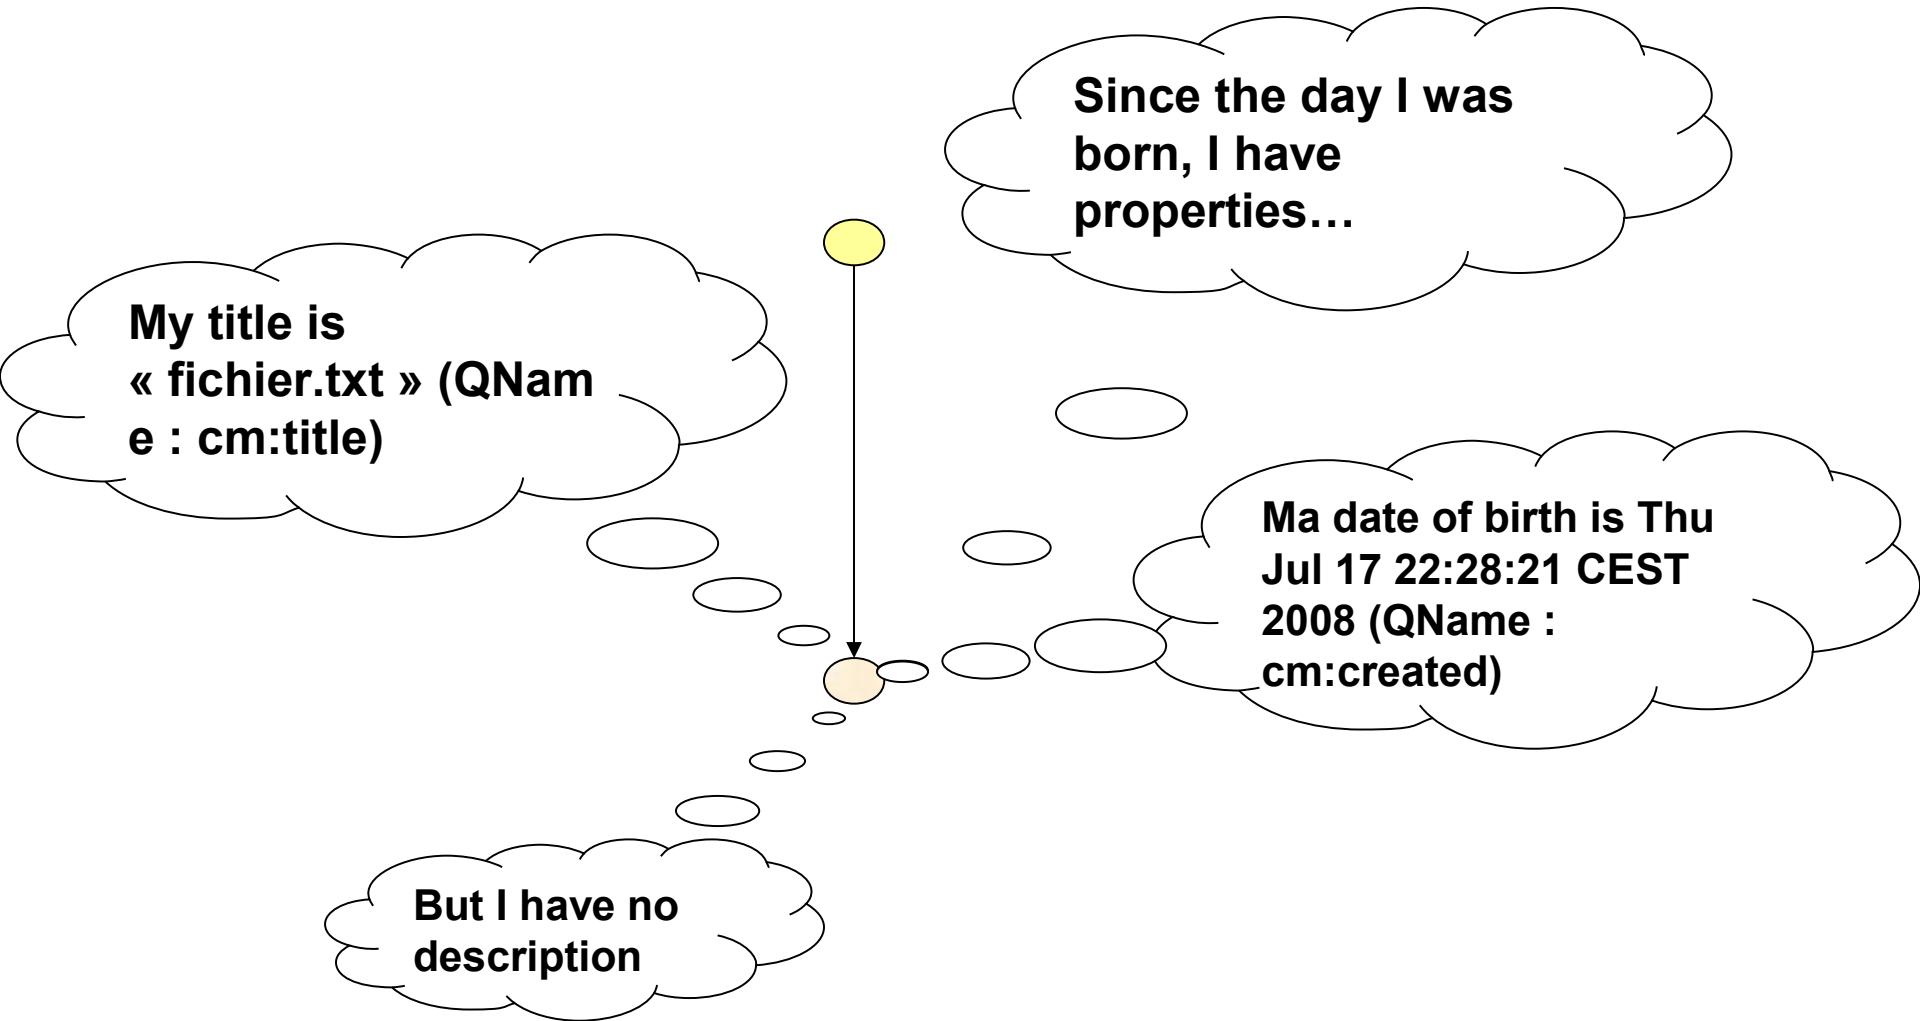 Since the day I was
born, I have
properties…
My title is
« fichier.txt » (QNam
e : cm:title)
Ma date of birth is Thu
Jul 17 22:28:21 CEST
2008 (QName :
cm:created)
But I have no
description